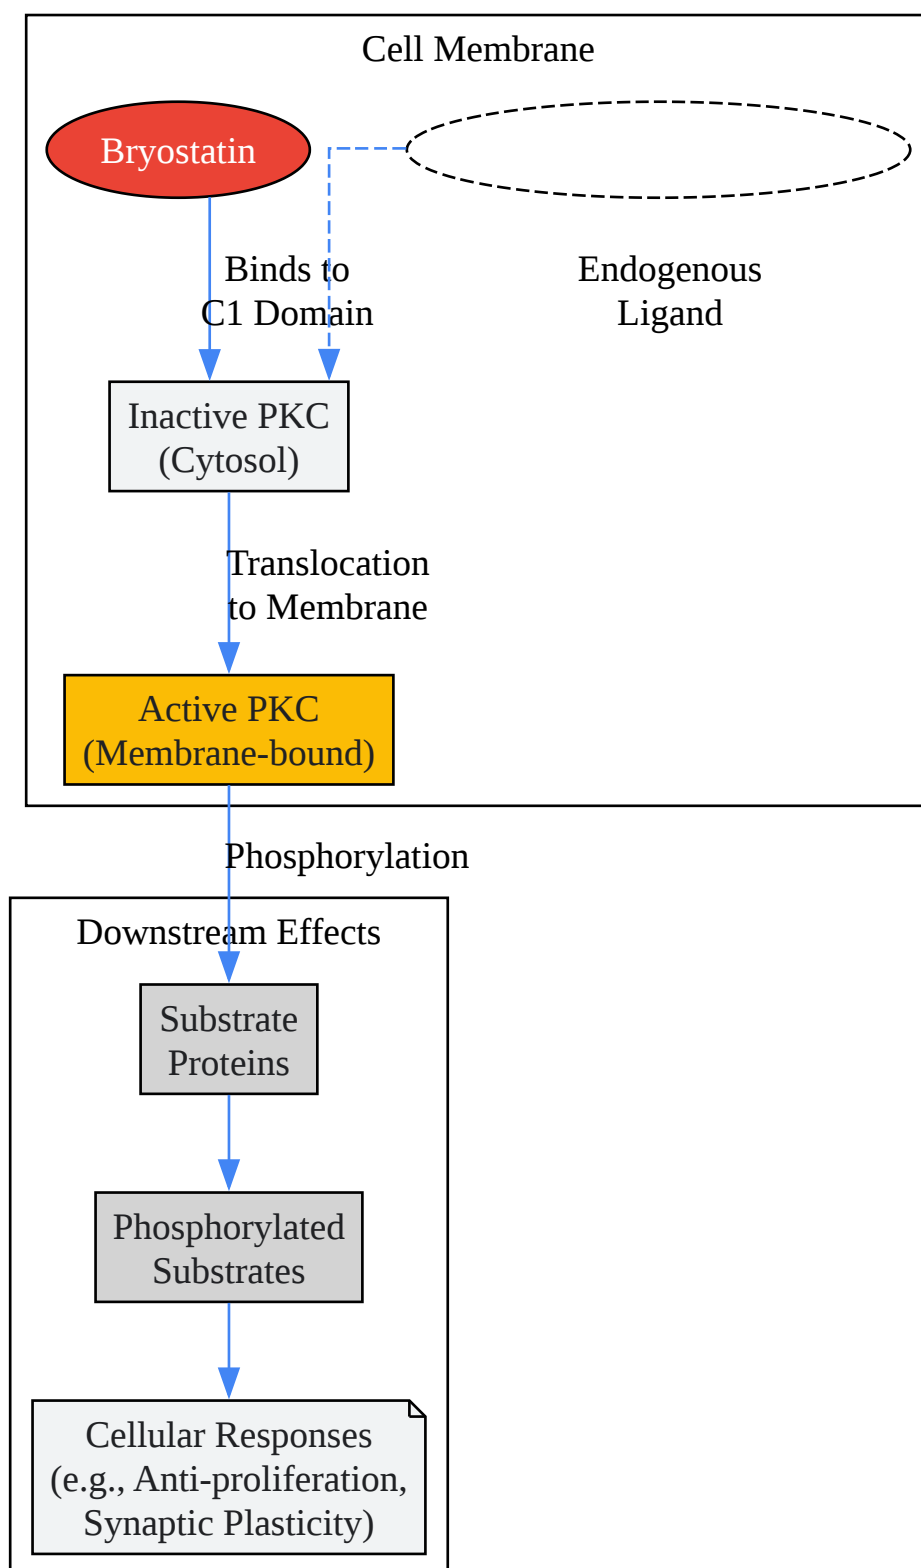 Cell Membrane
Bryostatin
Binds to
C1 Domain
Endogenous
Ligand
Inactive PKC
(Cytosol)
Translocation
to Membrane
Active PKC
(Membrane-bound)
Phosphorylation
Downstream Effects
Substrate
Proteins
Phosphorylated
Substrates
Cellular Responses
(e.g., Anti-proliferation,
Synaptic Plasticity)